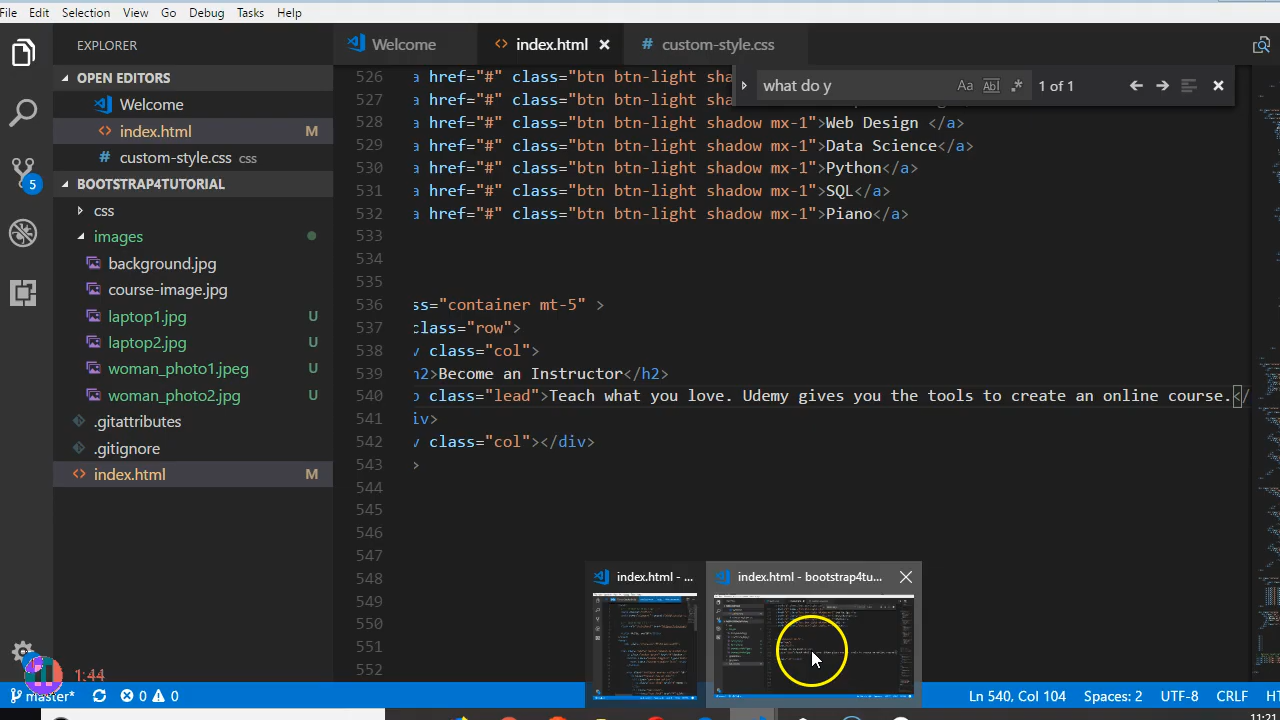 File Edit Selection View Go Debug Tasks Help
EXPLORER
OPEN EDITORS
Welcome
index.html M
custom-style.css css
5
BOOTSTRAP4TUTORIAL
css
images
background.jpg
course-image.jpg
laptop1.jpg U
laptop2.jpg U
woman_photo1.jpeg U
woman_photo2.jpg U
.gitattributes
.gitignore
index.html M
Welcome index.html custom-style.css
what do y Aa Abl .* 1 of 1
526 a href="#" class="btn btn-light sha
527 a href="#" class="btn btn-light sha
528 a href="#" class="btn btn-light shadow mx-1">Web Design </a>
529 a href="#" class="btn btn-light shadow mx-1">Data Science</a>
530 a href="#" class="btn btn-light shadow mx-1">Python</a>
531 a href="#" class="btn btn-light shadow mx-1">SQL</a>
532 a href="#" class="btn btn-light shadow mx-1">Piano</a>
533
534
535
536 ss="container mt-5" >
537 class="row">
538 v class="col">
539 h2>Become an Instructor</h2>
540 p class="lead">Teach what you love. Udemy gives you the tools to create an online course.</
541 iv>
542 v class="col"></div>
543 >
544
545
546
547
548
549
550
551
552
index.html - ...
index.html - bootstrap4tu...
1:44
master* 0 0 Ln 540, Col 104 Spaces: 2 UTF-8 CRLF HT
11:21